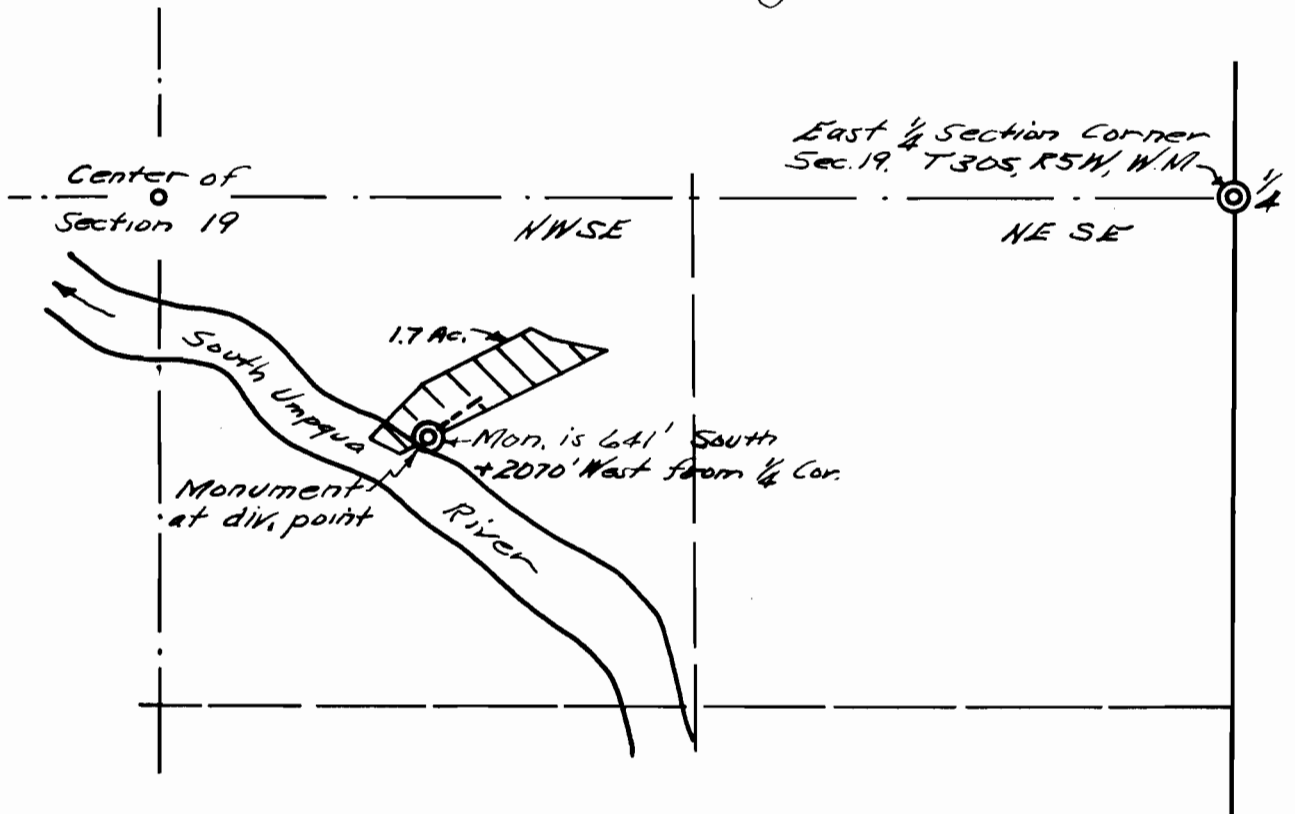 East 1/4 Section Corner
Sec. 19. T30S, R5W, W.M
1/4
Center of
Section 19
NWSE
NE SE
1.7 Ac.
South Umpqua
River
Mon. is 641' South
+2070' West from 1/4 Cor.
Monument
at div. point